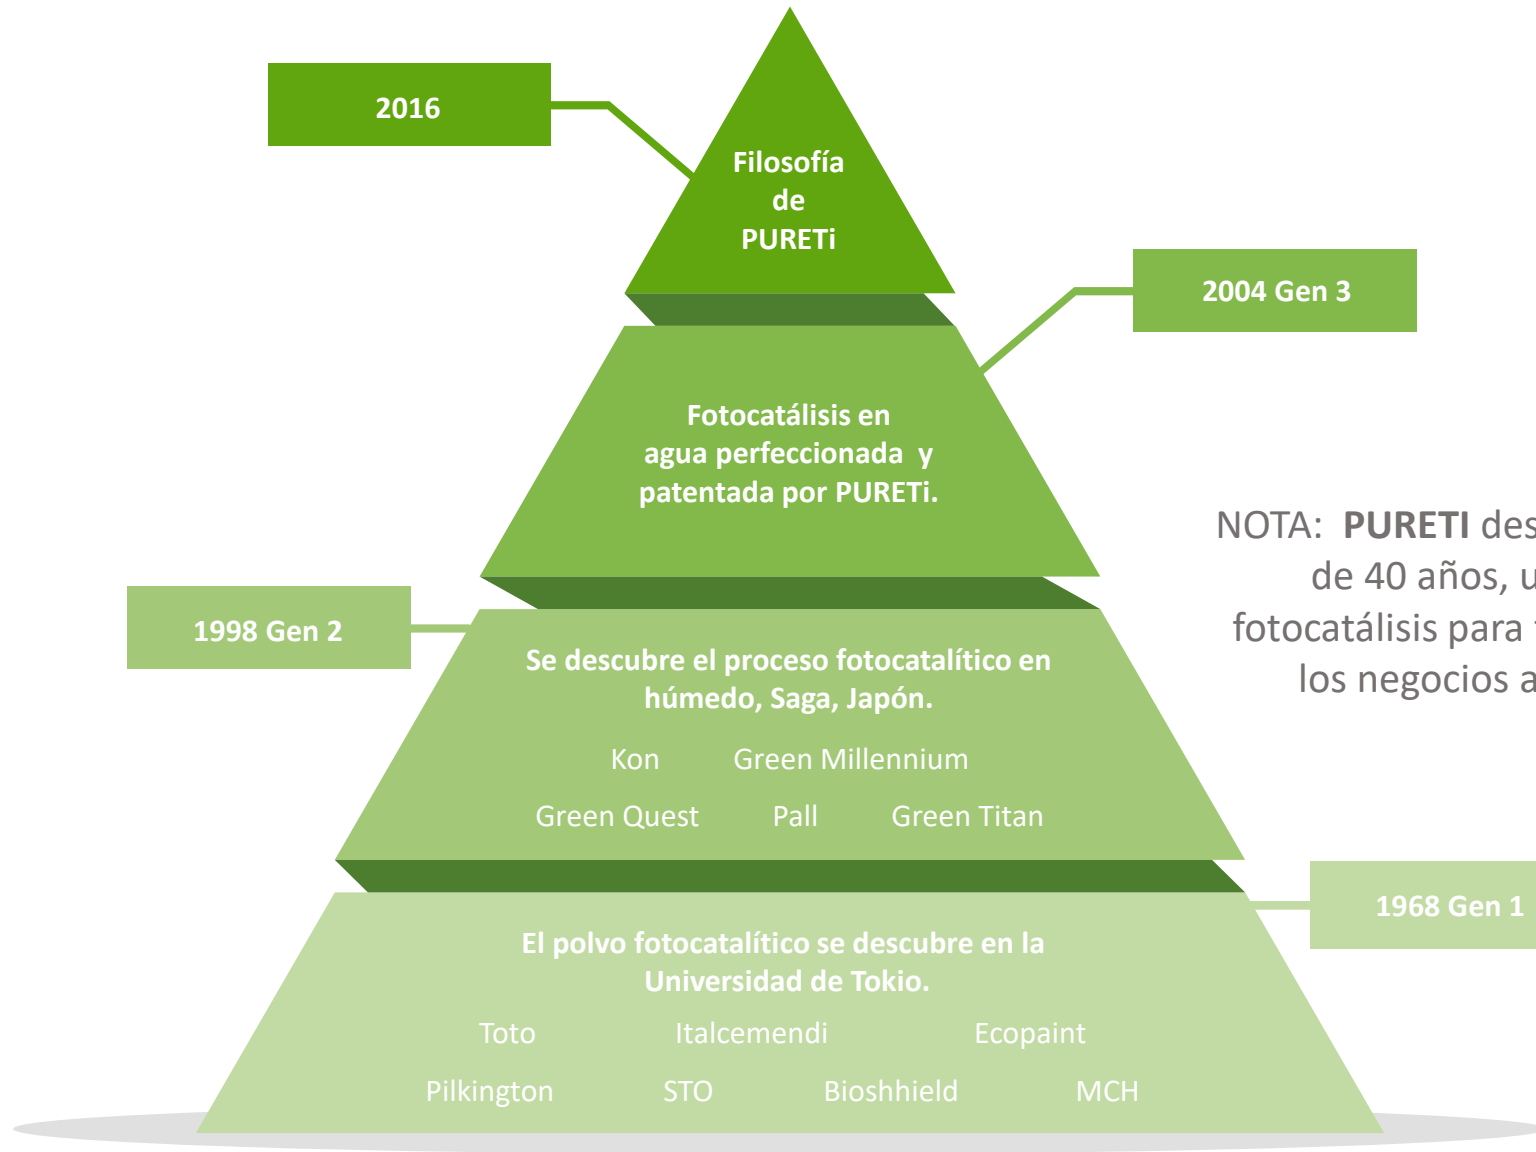 2016
Filosofía
de
PURETi
2004 Gen 3
Fotocatálisis en
agua perfeccionada y
patentada por PURETi.
NOTA: PURETI
de 40 años,
fotocatálisis para
los negocios
1998 Gen 2
Se descubre el proceso fotocatalítico en
húmedo, Saga, Japón.
Kon Green Millennium
Green Quest Pall Green Titan
1968 Gen 1
El polvo fotocatalítico se descubre en la
Universidad de Tokio.
Toto Italcemendi Ecopaint
Pilkington STO Bioshhield MCH